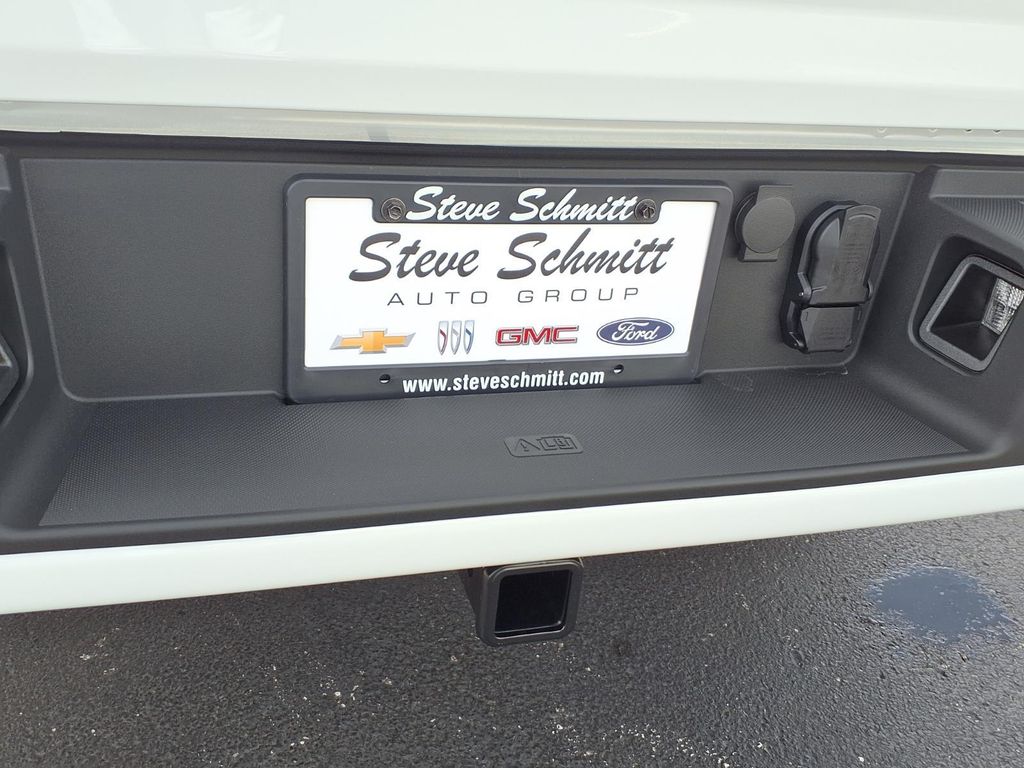 Steve Schmitt
Steve Schmitt
AUTO GROUP
GMC Ford
www.steveschmitt.com